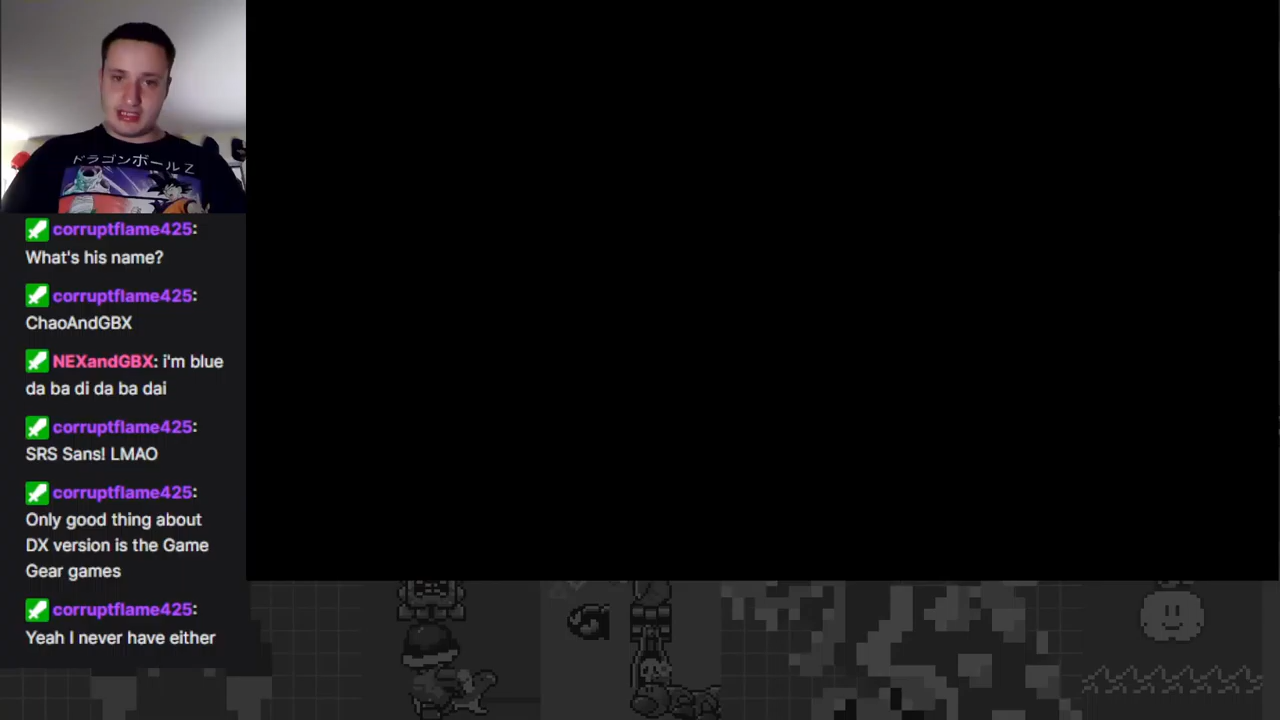 ドラゴンボールZ
corruptflame425:
What's his name?
corruptflame425:
ChaoAndGBX
NEXandGBX: i'm blue
da ba di da ba dai
corruptflame425:
SRS Sans! LMAO
corruptflame425:
Only good thing about
DX version is the Game
Gear games
corruptflame425:
Yeah I never have either